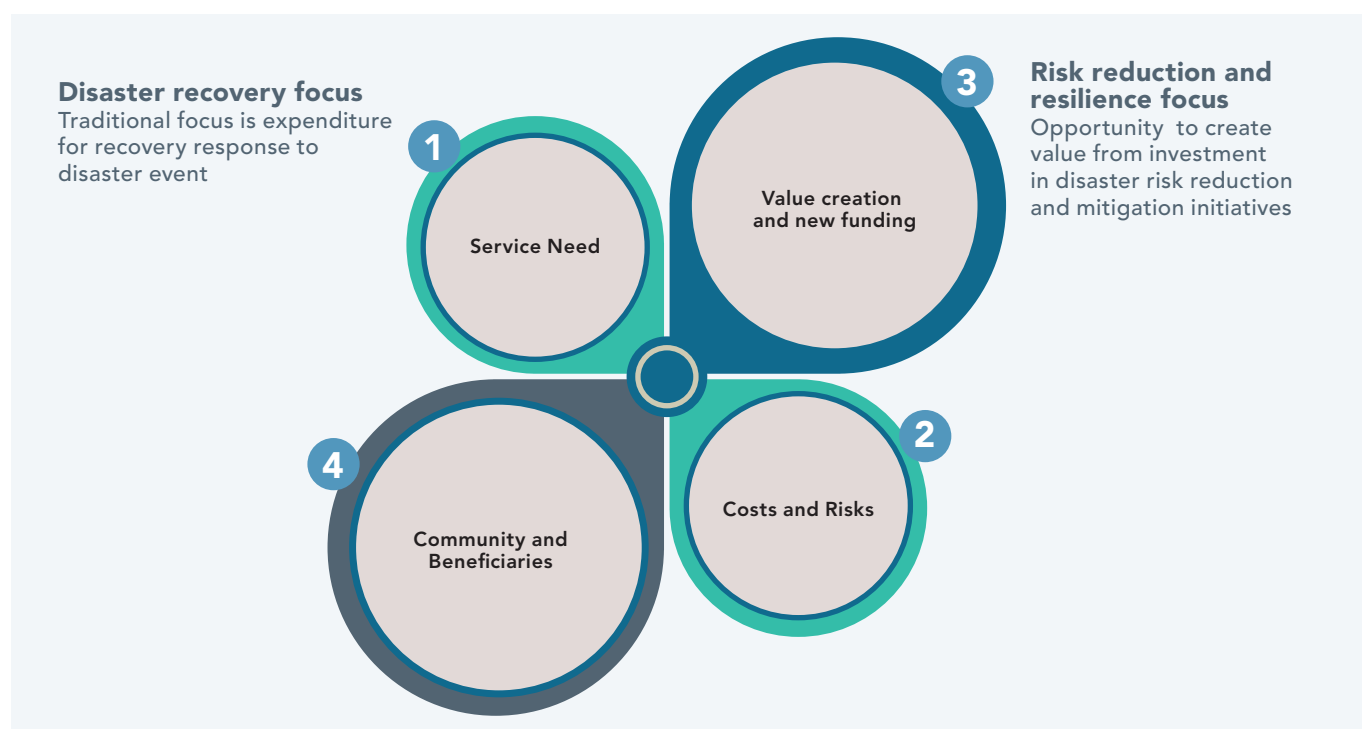 Disaster recovery focus
Traditional focus is expenditure
for recovery response to
disaster event
1
Service Need
3
Value creation
and new funding
Risk reduction and
resilience focus
Opportunity  to create
value from investment
in disaster risk reduction
and mitigation initiatives
4
Community and
Beneficiaries
2
Costs and Risks